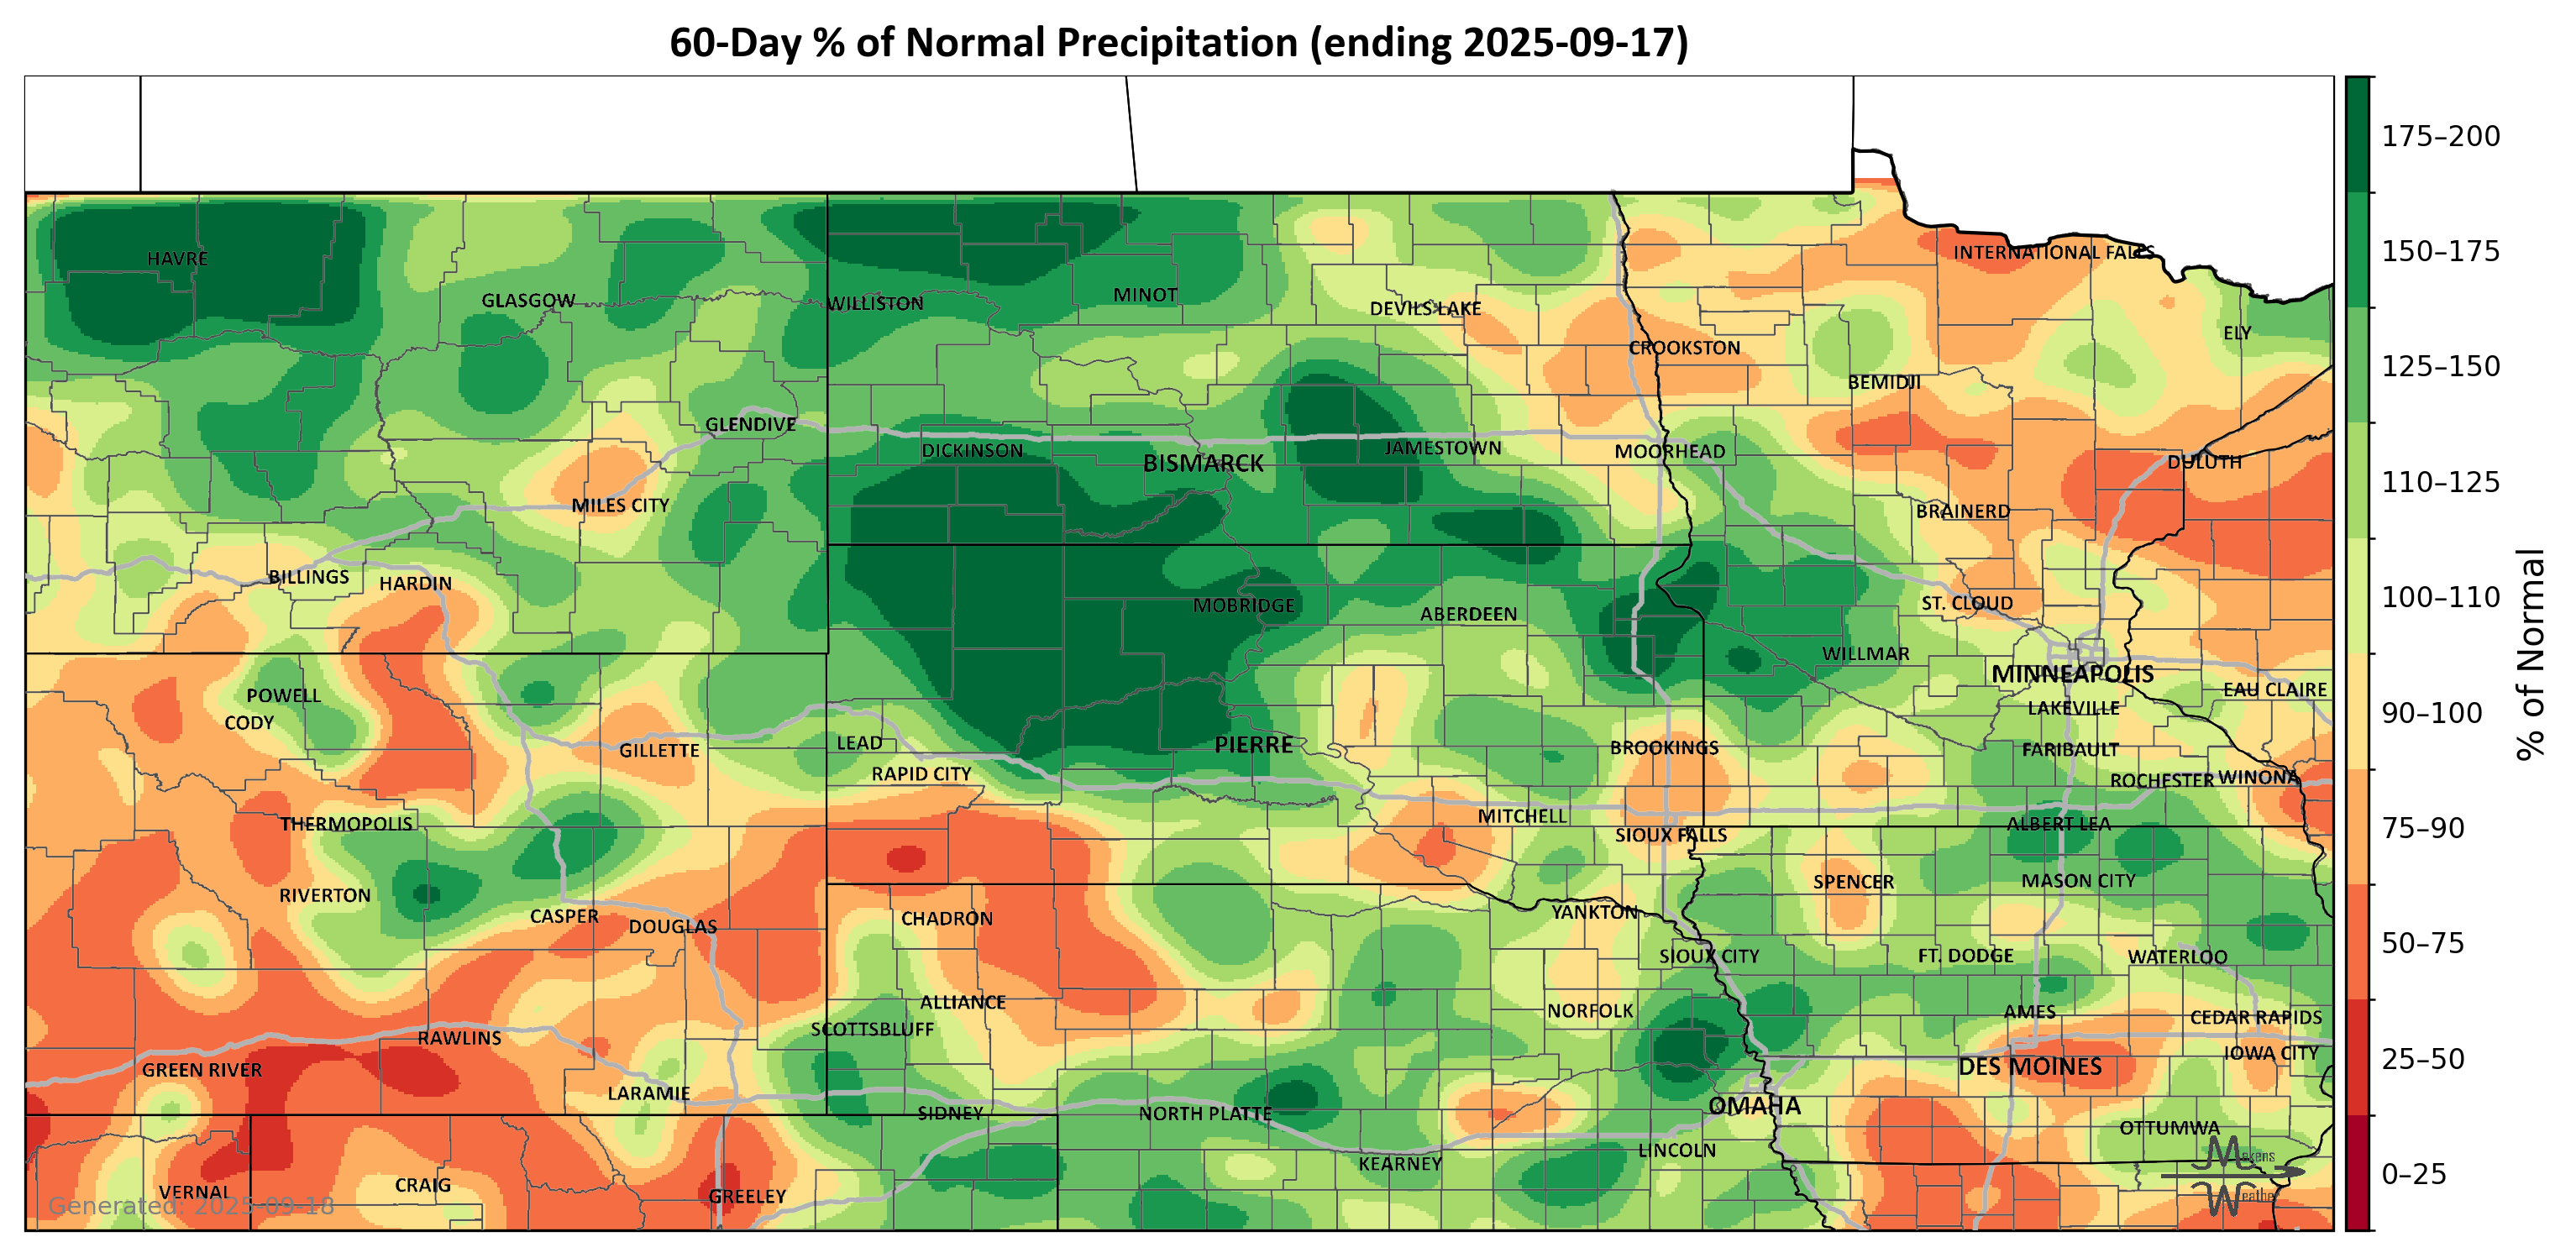 60-Day % of Normal Precipitation (ending 2025-09-17)
175–200
150–175
125–150
110–125
100–110
90–100
75–90
50–75
25–50
0–25
% of Normal
HAVRE
INTERNATIONAL FALLS
GLASGOW
WILLISTON
MINOT
DEVILS LAKE
ELY
CROOKSTON
BEMIDJI
GLENDIVE
DICKINSON
BISMARCK
JAMESTOWN
MOORHEAD
DULUTH
MILES CITY
BRAINERD
BILLINGS
HARDIN
MOBRIDGE
ABERDEEN
ST. CLOUD
WILLMAR
MINNEAPOLIS
EAU CLAIRE
POWELL
CODY
LAKEVILLE
GILLETTE
LEAD
PIERRE
BROOKINGS
FARIBAULT
RAPID CITY
ROCHESTER
WINONA
THERMOPOLIS
MITCHELL
SIOUX FALLS
ALBERT LEA
RIVERTON
CASPER
DOUGLAS
CHADRON
YANKTON
SPENCER
MASON CITY
SIOUX CITY
FT. DODGE
WATERLOO
ALLIANCE
NORFOLK
AMES
CEDAR RAPIDS
SCOTTSBLUFF
RAWLINS
GREEN RIVER
DES MOINES
IOWA CITY
LARAMIE
SIDNEY
NORTH PLATTE
OMAHA
OTTUMWA
KEARNEY
LINCOLN
VERNAL
CRAIG
GREELEY
Generated: 2025-09-18
Makens
Weather